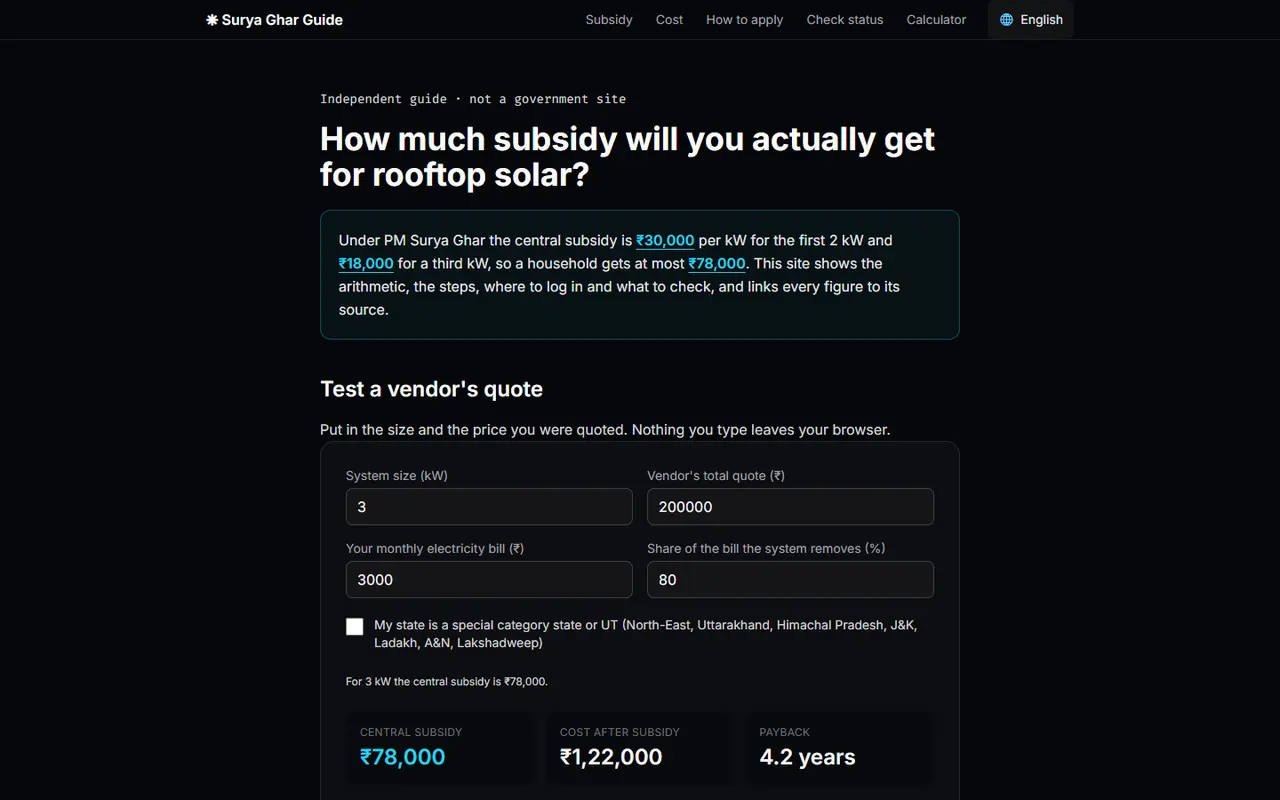 ✱ Surya Ghar Guide
Subsidy Cost How to apply Check status Calculator 🌐 English
Independent guide · not a government site
How much subsidy will you actually get
for rooftop solar?
Under PM Surya Ghar the central subsidy is ₹30,000 per kW for the first 2 kW and
₹18,000 for a third kW, so a household gets at most ₹78,000. This site shows the
arithmetic, the steps, where to log in and what to check, and links every figure to its
source.
Test a vendor's quote
Put in the size and the price you were quoted. Nothing you type leaves your browser.
System size (kW)
3
Vendor's total quote (₹)
200000
Your monthly electricity bill (₹)
3000
Share of the bill the system removes (%)
80
My state is a special category state or UT (North-East, Uttarakhand, Himachal Pradesh, J&K,
Ladakh, A&N, Lakshadweep)
For 3 kW the central subsidy is ₹78,000.
CENTRAL SUBSIDY
₹78,000
COST AFTER SUBSIDY
₹1,22,000
PAYBACK
4.2 years